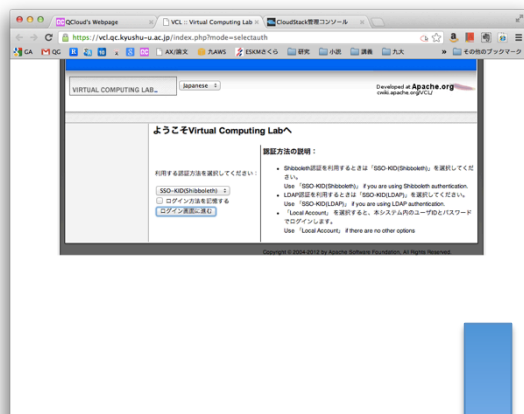 QCloud's Webpage
VCL :: Virtual Computing Lab
CloudStack管理コンソール
https://vcl.qc.kyushu-u.ac.jp/index.php?mode=selectauth
GA
QG
AX/論文
九AWS
ESKMさくら
研究
小説
講義
九大
»
その他のブックマーク
VIRTUAL COMPUTING LAB
Japanese
Developed at Apache.org
cwiki.apache.org/VCL/
ようこそVirtual Computing Labへ
利用する認証方法を選択してください:
SSO-KID(Shibboleth)
ログイン方法を記憶する
ログイン画面に進む
認証方法の説明:
• Shibboleth認証を利用するときは「SSO-KID(Shibboleth)」を選択してくだ
さい。
Use 「SSO-KID(Shibboleth)」 if you are using Shibboleth authentication.
• LDAP認証を利用するときは「SSO-KID(LDAP)」を選択してください。
Use 「SSO-KID(LDAP)」 if you are using LDAP authentication.
• 「Local Account」 を選択すると、本システム内のユーザIDとパスワード
でログインします。
Use 「Local Account」 if there are no other options
Copyright © 2004-2012 by Apache Software Foundation, All Rights Reserved.